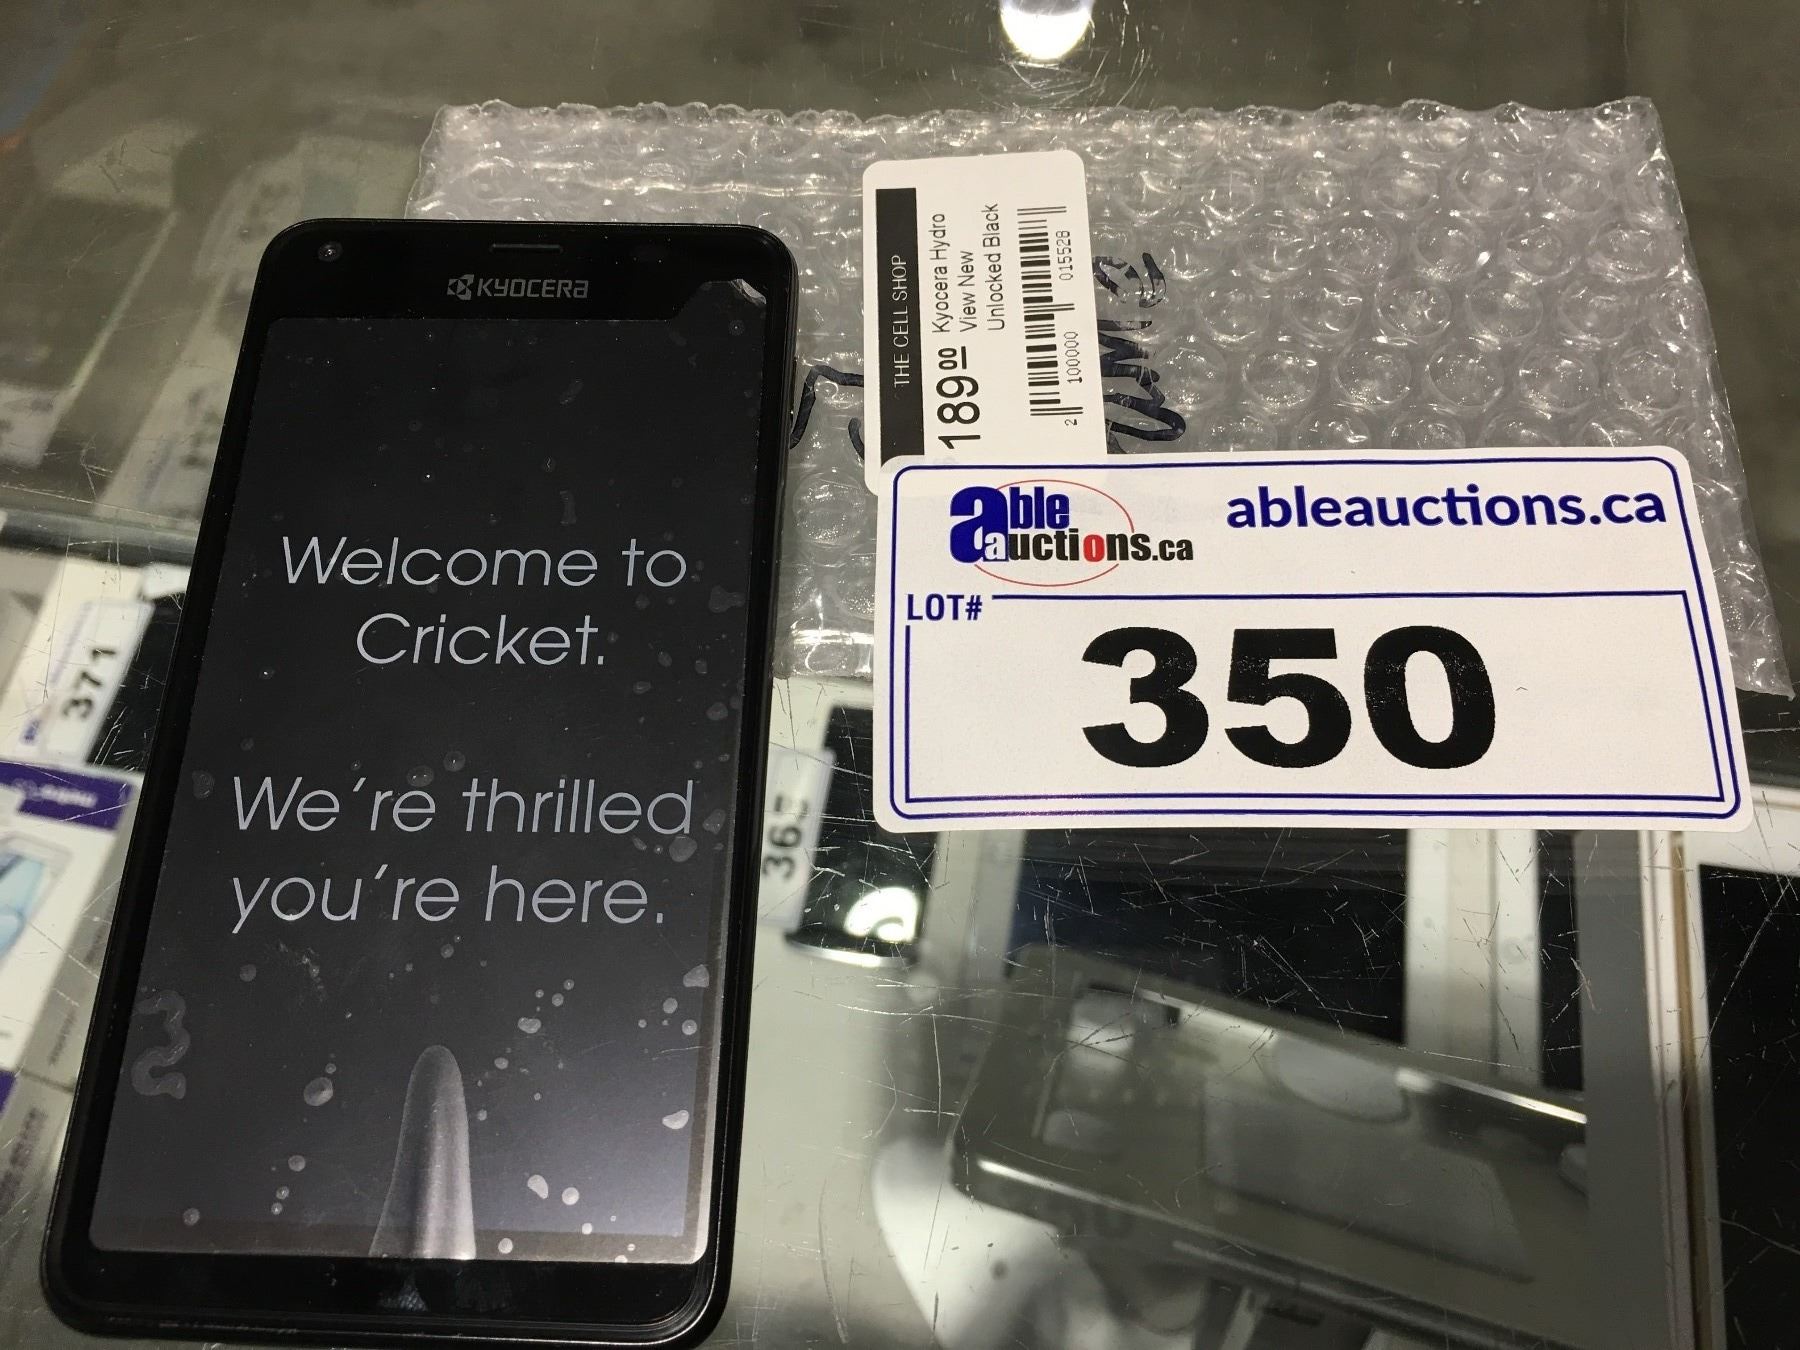 KYOCERA
Welcome to
Cricket.
We're thrilled
you're here.
THE CELL SHOP
189.00
Kyocera Hydro
View New
Unlocked Black
2 100000 015528
able
auctions.ca
ableauctions.ca
LOT#
350
371